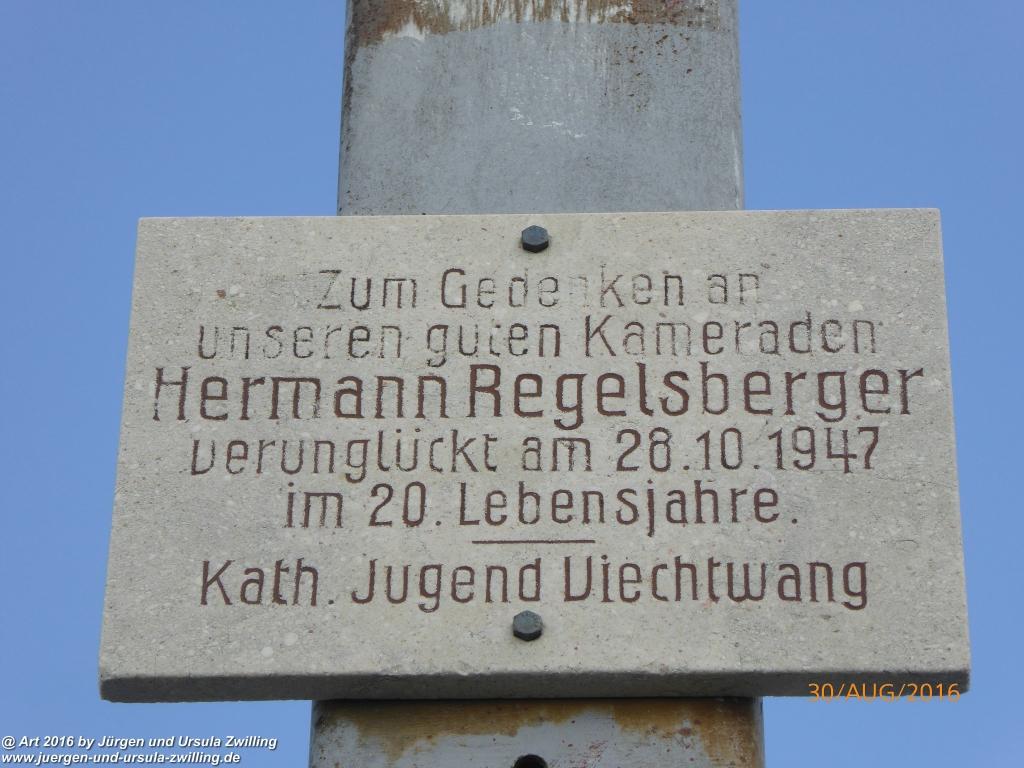 Zum Gedenken an
unseren guten Kameraden
Hermann Regelsberger
verunglückt am 28.10.1947
im 20. Lebensjahre.
Kath. Jugend Viechtwang
30/AUG/2016
@ Art 2016 by Jürgen und Ursula Zwilling
www.juergen-und-ursula-zwilling.de